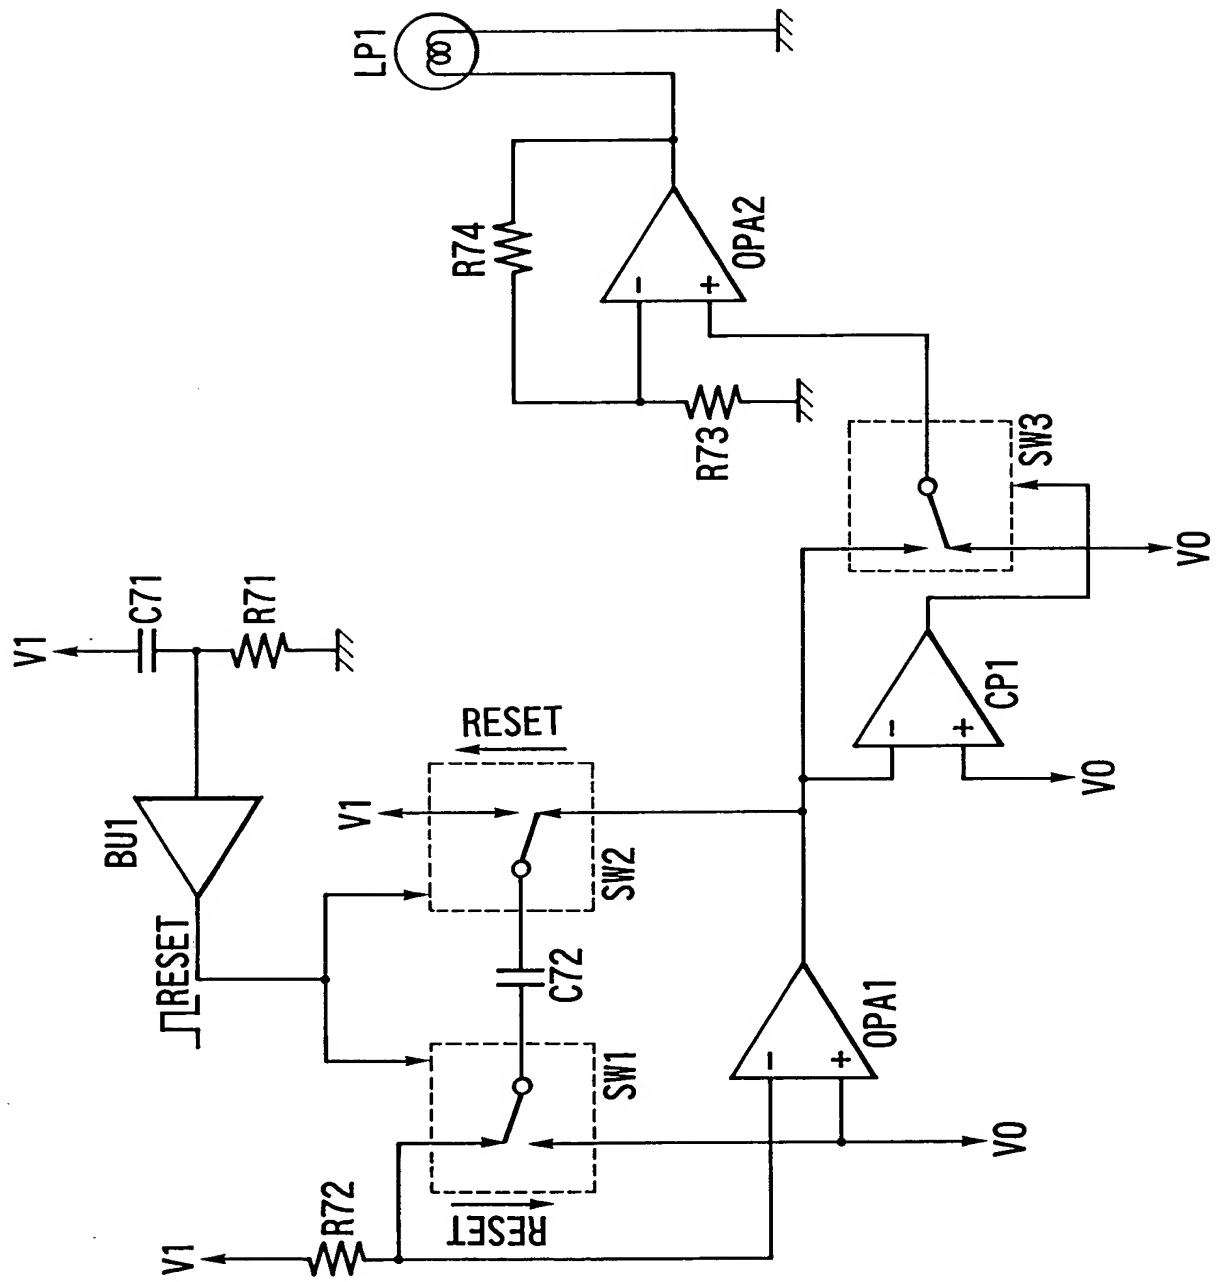 LP1
R74
OPA2
-
+
R73
SW3
V0
V1
C71
R71
BU1
RESET
RESET
V1
SW2
C72
SW1
RESET
V1
R72
-
+
OPA1
V0
-
+
CP1
V0